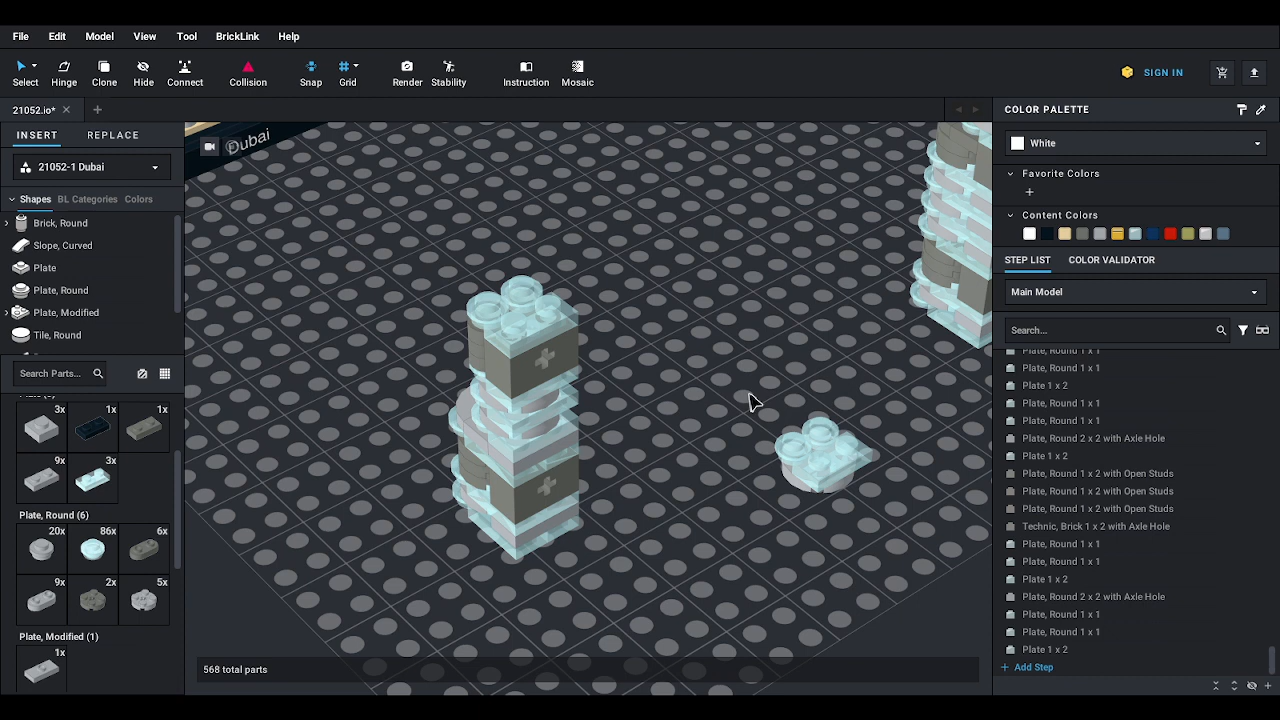 File Edit Model View Tool BrickLink Help
Select Hinge Clone Hide Connect Collision Snap Grid Render Stability Instruction Mosaic SIGN IN
21052.io*
INSERT REPLACE
21052-1 Dubai
Shapes BL Categories Colors
Brick, Round
Slope, Curved
Plate
Plate, Round
Plate, Modified
Tile, Round
Search Parts...
3x 1x 1x
9x 3x
Plate, Round (6)
20x 86x 6x
9x 2x 5x
Plate, Modified (1)
1x
Dubai
568 total parts
COLOR PALETTE
White
Favorite Colors
+
Content Colors
STEP LIST COLOR VALIDATOR
Main Model
Search...
Plate, Round 1 x 1
Plate, Round 1 x 1
Plate 1 x 2
Plate, Round 1 x 1
Plate, Round 1 x 1
Plate, Round 2 x 2 with Axle Hole
Plate 1 x 2
Plate, Round 1 x 2 with Open Studs
Plate, Round 1 x 2 with Open Studs
Plate, Round 1 x 2 with Open Studs
Technic, Brick 1 x 2 with Axle Hole
Plate, Round 1 x 1
Plate, Round 1 x 1
Plate 1 x 2
Plate, Round 2 x 2 with Axle Hole
Plate, Round 1 x 1
Plate, Round 1 x 1
Plate 1 x 2
+ Add Step